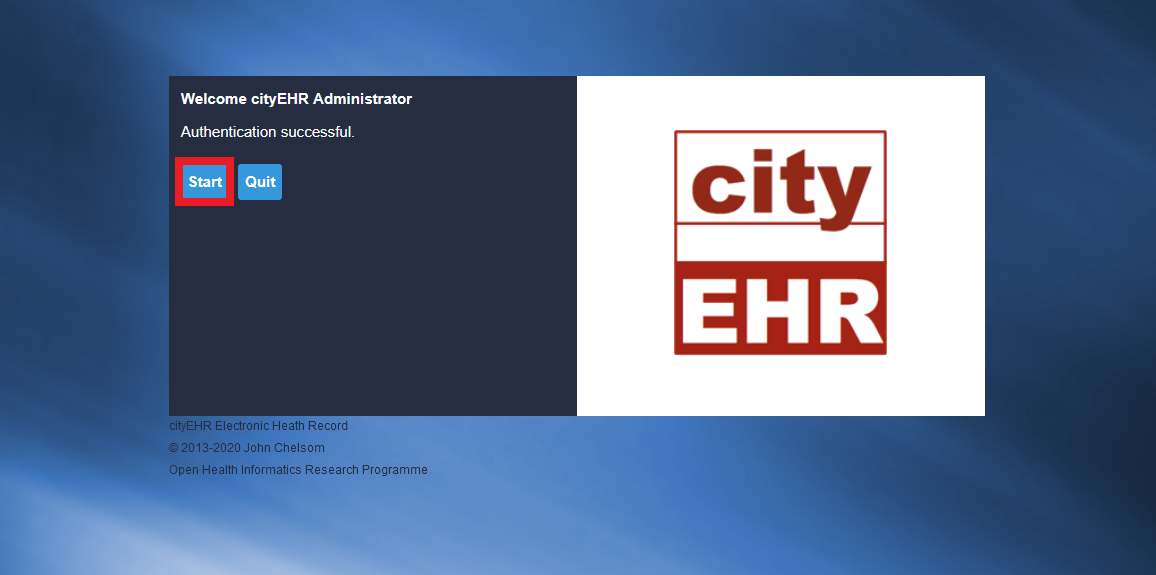 Welcome cityEHR Administrator
Authentication successful.
Start Quit
city
EHR
cityEHR Electronic Heath Record
© 2013-2020 John Chelsom
Open Health Informatics Research Programme